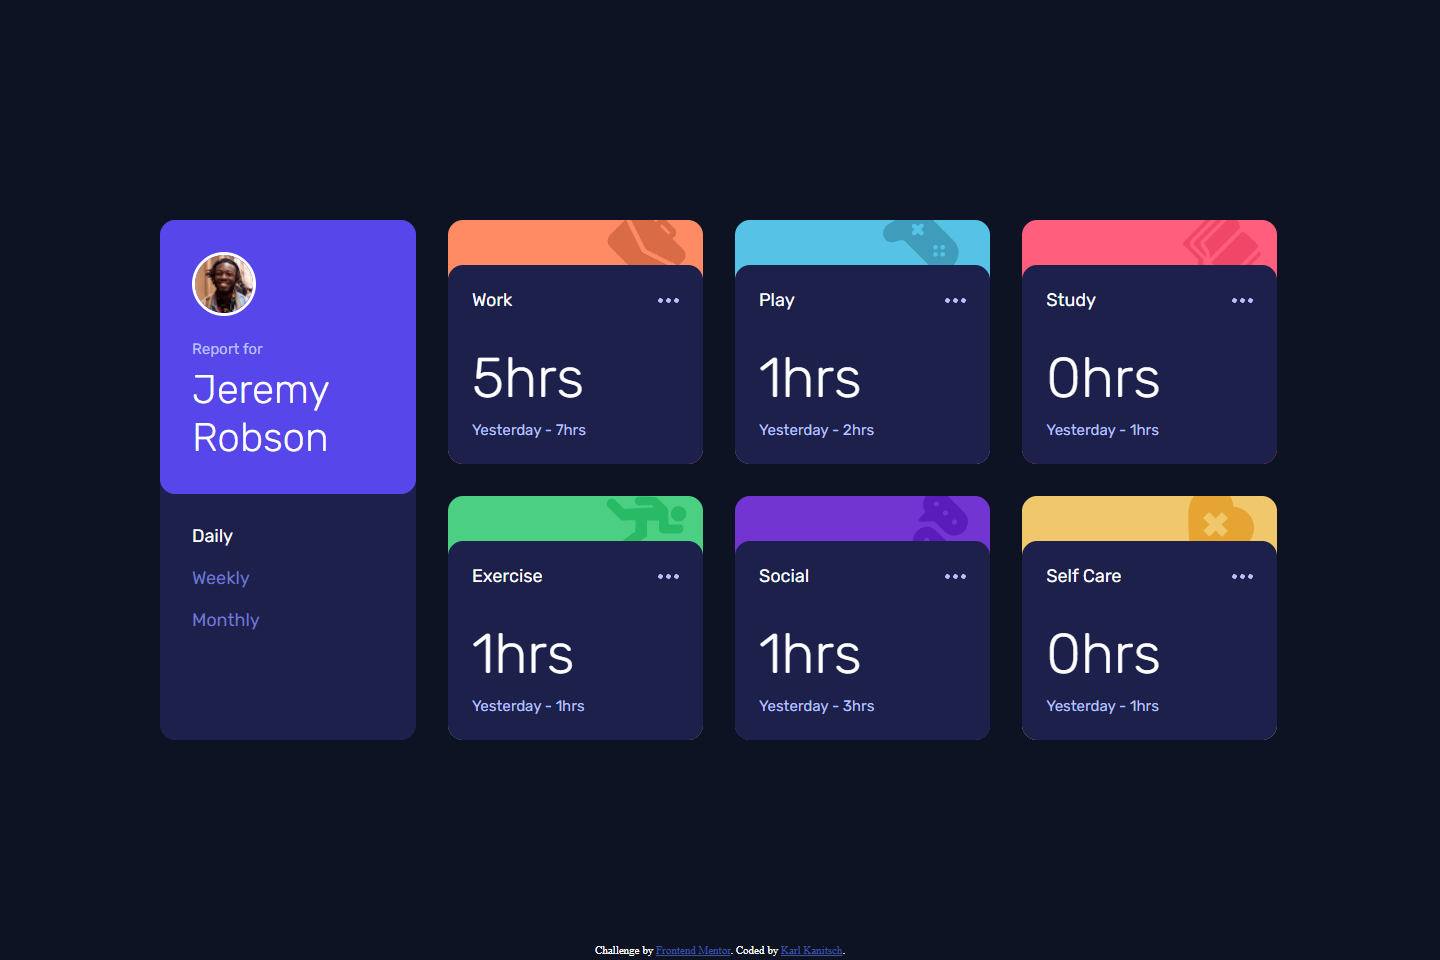 Report for
Jeremy
Robson
Daily
Weekly
Monthly
Work
5hrs
Yesterday - 7hrs
Play
1hrs
Yesterday - 2hrs
Study
0hrs
Yesterday - 1hrs
Exercise
1hrs
Yesterday - 1hrs
Social
1hrs
Yesterday - 3hrs
Self Care
0hrs
Yesterday - 1hrs
Challenge by Frontend Mentor. Coded by Karl Kanitsch.